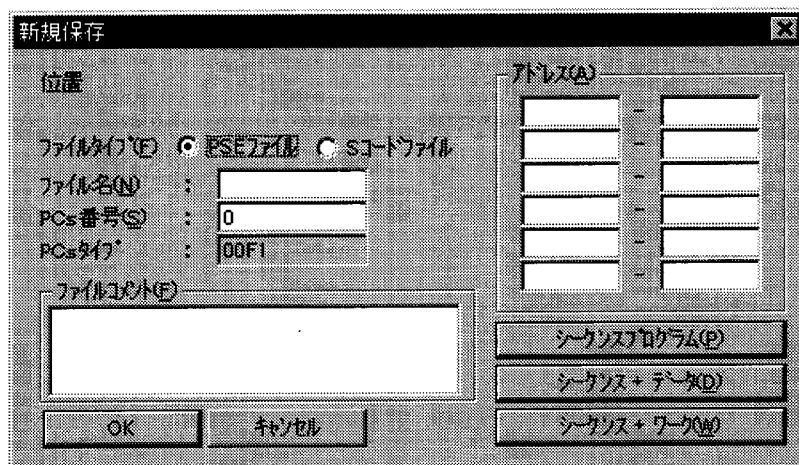 新規保存
位置
ファイルタイプ(F) PSEファイル Sコードファイル
ファイル名(N) :
PCs番号(S) : 0
PCsタイプ : 00F1
ファイルコメント(F)
OK キャンセル
アドレス(A)
- 
-
-
-
-
-
シーケンスプログラム(P)
シーケンス + データ(D)
シーケンス + ワーク(W)